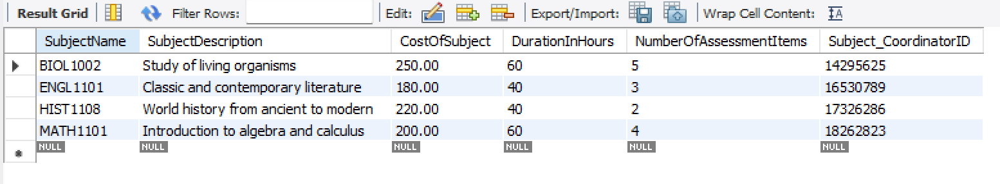 Result Grid Filter Rows: Edit: Export/Import: Wrap Cell Content: IA
SubjectName SubjectDescription CostOfSubject DurationInHours NumberOfAssessmentItems Subject_CoordinatorID
BIOL1002 Study of living organisms 250.00 60 5 14295625
ENGL1101 Classic and contemporary literature 180.00 40 3 16530789
HIST1108 World history from ancient to modern 220.00 40 2 17326286
MATH1101 Introduction to algebra and calculus 200.00 60 4 18262823
NULL NULL NULL NULL NULL NULL